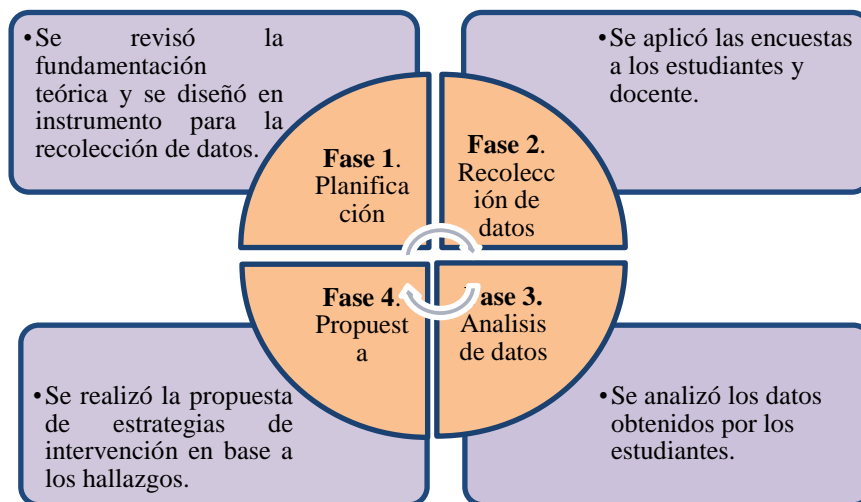 •Se revisó la
fundamentación
teórica y se diseñó en
instrumento para la
recolección de datos.
•Se aplicó las encuestas
a los estudiantes y
docente.
Fase 1.
Planifica
ción
Fase 2.
Recolecc
ión de
datos
Fase 4.
Propuest
a
Fase 3.
Analisis
de datos
•Se realizó la propuesta
de estrategias de
intervención en base a
los hallazgos.
•Se analizó los datos
obtenidos por los
estudiantes.